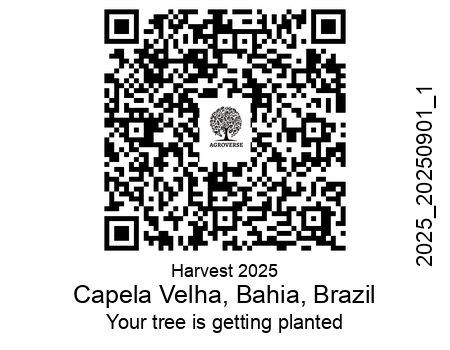 AGROVERSE
Harvest 2025
Capela Velha, Bahia, Brazil
Your tree is getting planted
2025_20250901_1